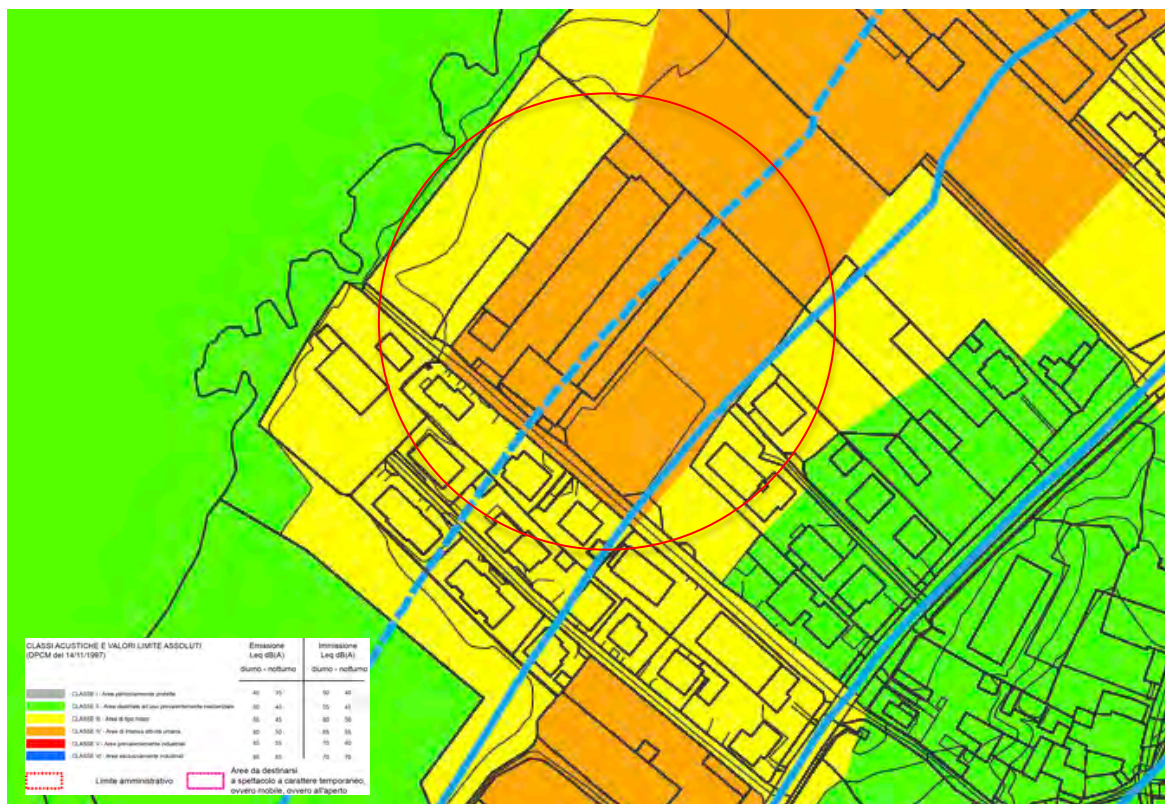 CLASSI ACUSTICHE E VALORI LIMITE ASSOLUTI
(DPCM del 14/11/1997)
Emissione
Leq dB(A)
diurno - notturno
Immissione
Leq dB(A)
diurno - notturno
CLASSE I - Aree particolarmente protette 45 35 50 40
CLASSE II - Aree destinate ad uso prevalentemente residenziale 50 40 55 45
CLASSE III - Aree di tipo misto 55 45 60 50
CLASSE IV - Aree di intensa attività umana 60 50 65 55
CLASSE V - Aree prevalentemente industriali 65 55 70 60
CLASSE VI - Aree esclusivamente industriali 65 65 70 70
Limite amministrativo
Aree da destinarsi
a spettacolo a carattere temporaneo,
ovvero mobile, ovvero all'aperto